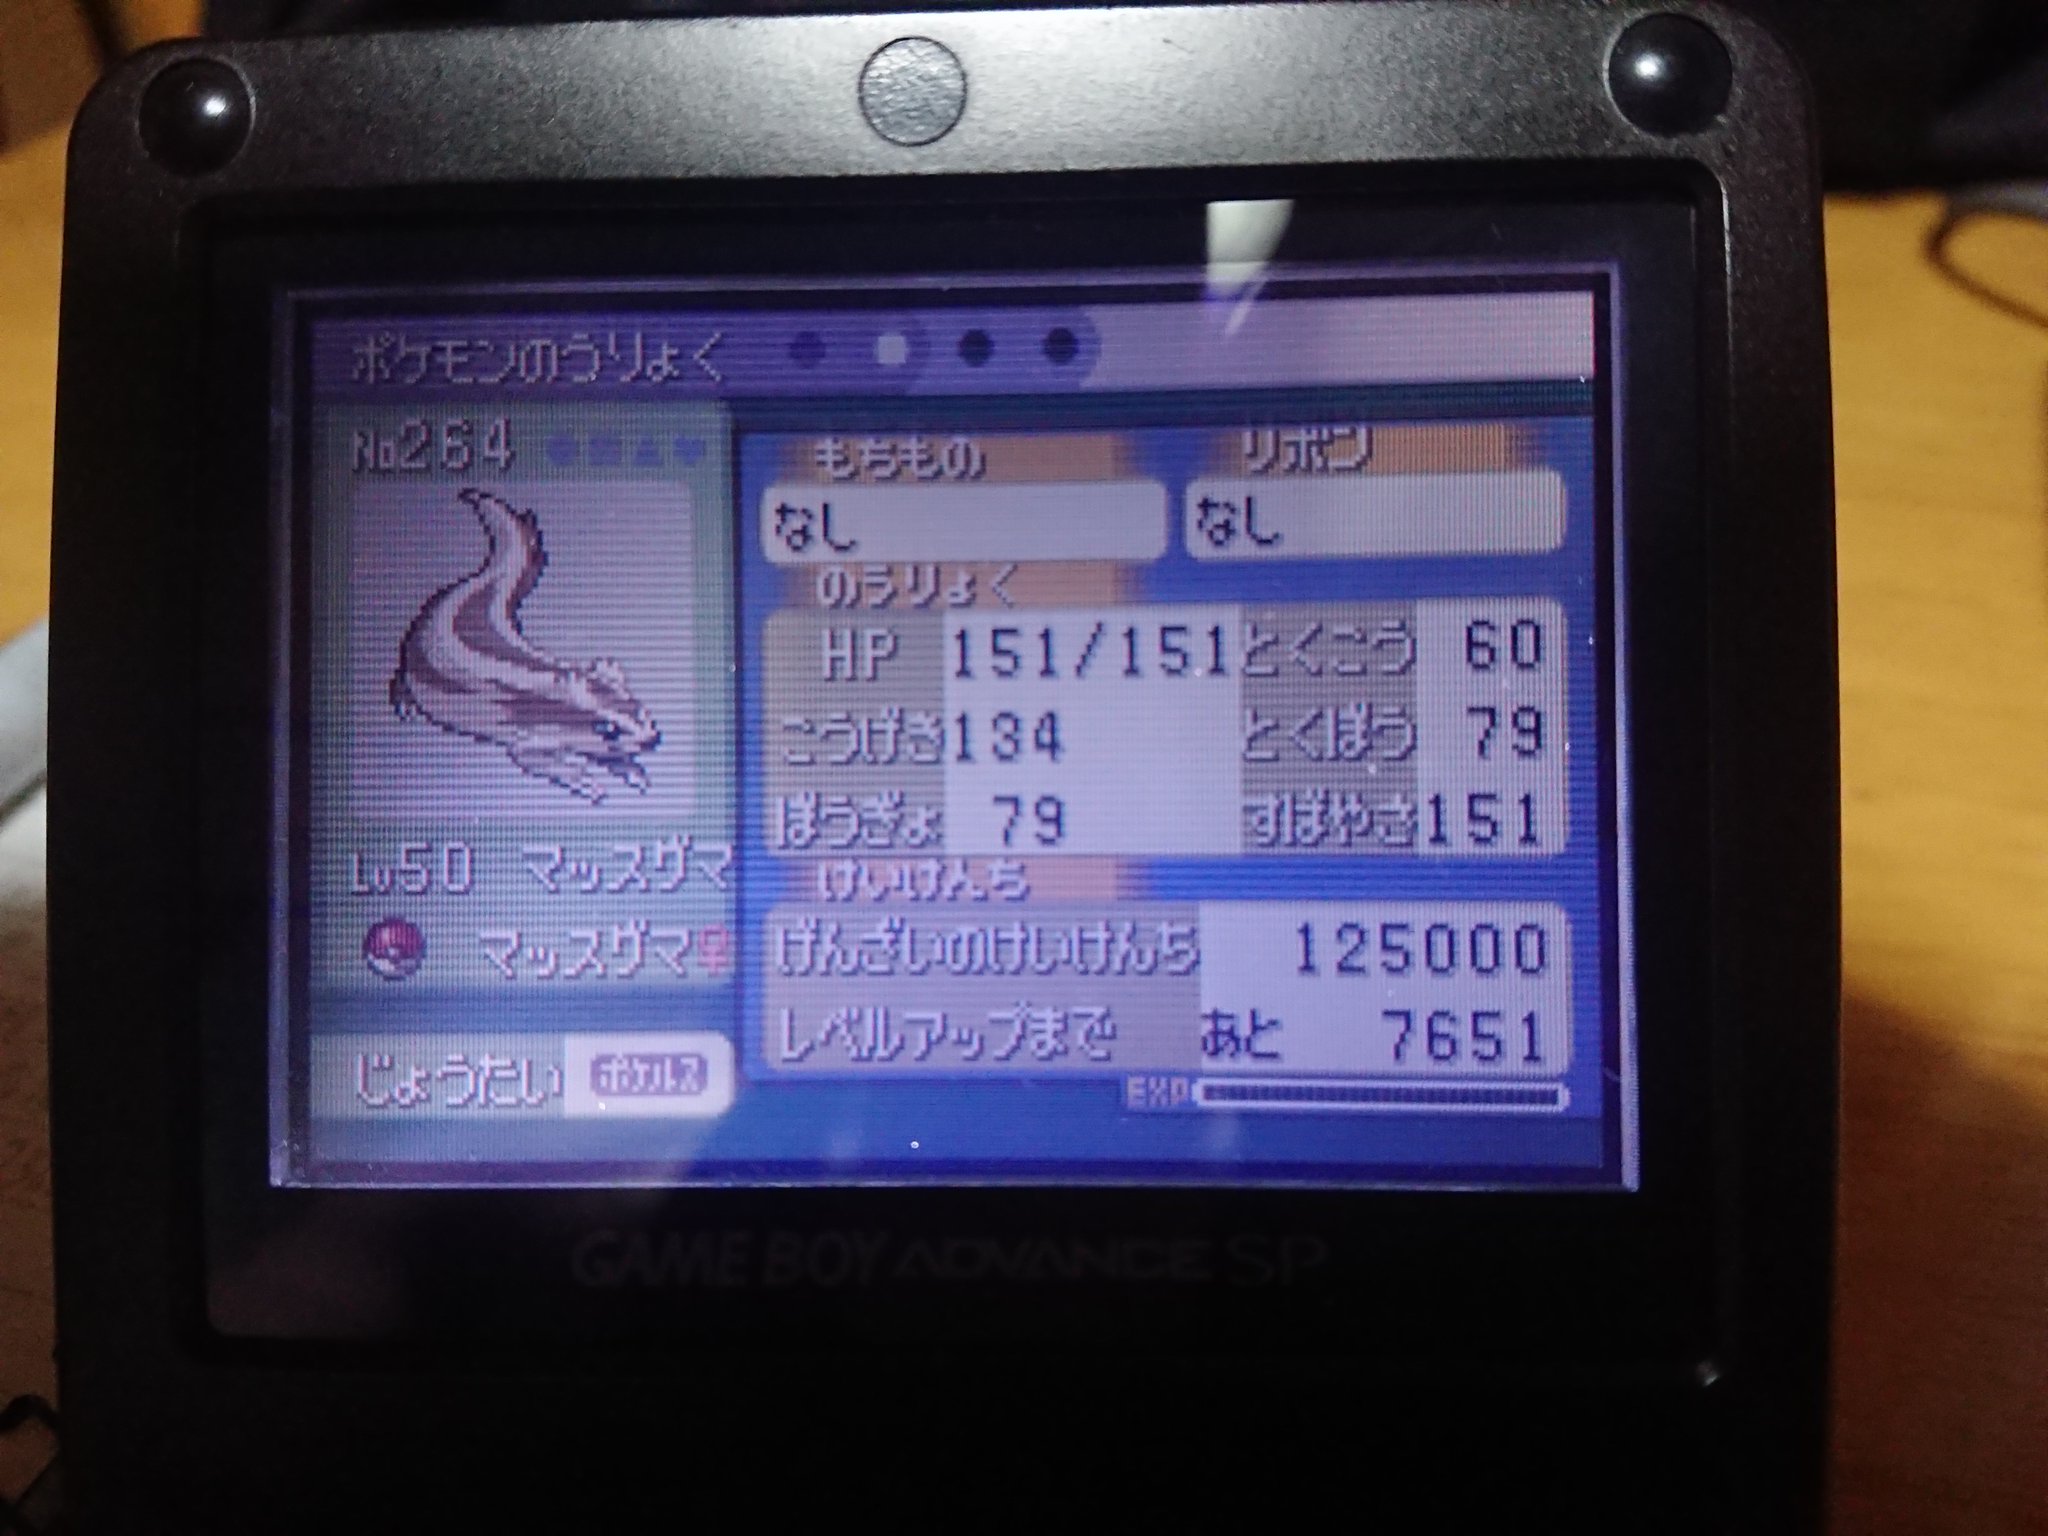 ポケモンのうりょく
No264
もちもの
リボン
なし
なし
のうりょく
HP 151/151 とくこう 60
こうげき 134 とくぼう 79
ぼうぎょ 79 すばやさ 151
Lv50 マッスグマ
マッスグマ♀
けいけんち
げんざいのけいけんち 125000
レベルアップまで あと 7651
じょうたい ポケルス
EXP
GAME BOY ADVANCE SP